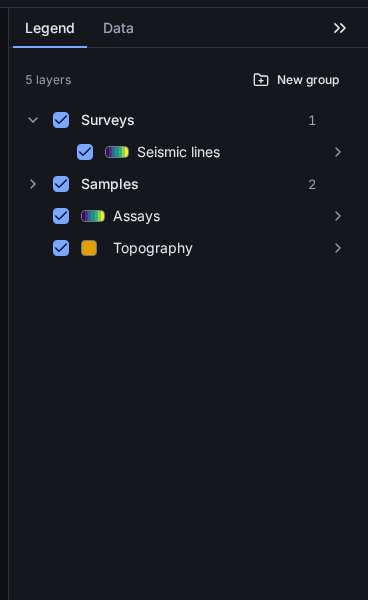 Legend Data
5 layers New group
Surveys 1
Seismic lines
Samples 2
Assays
Topography